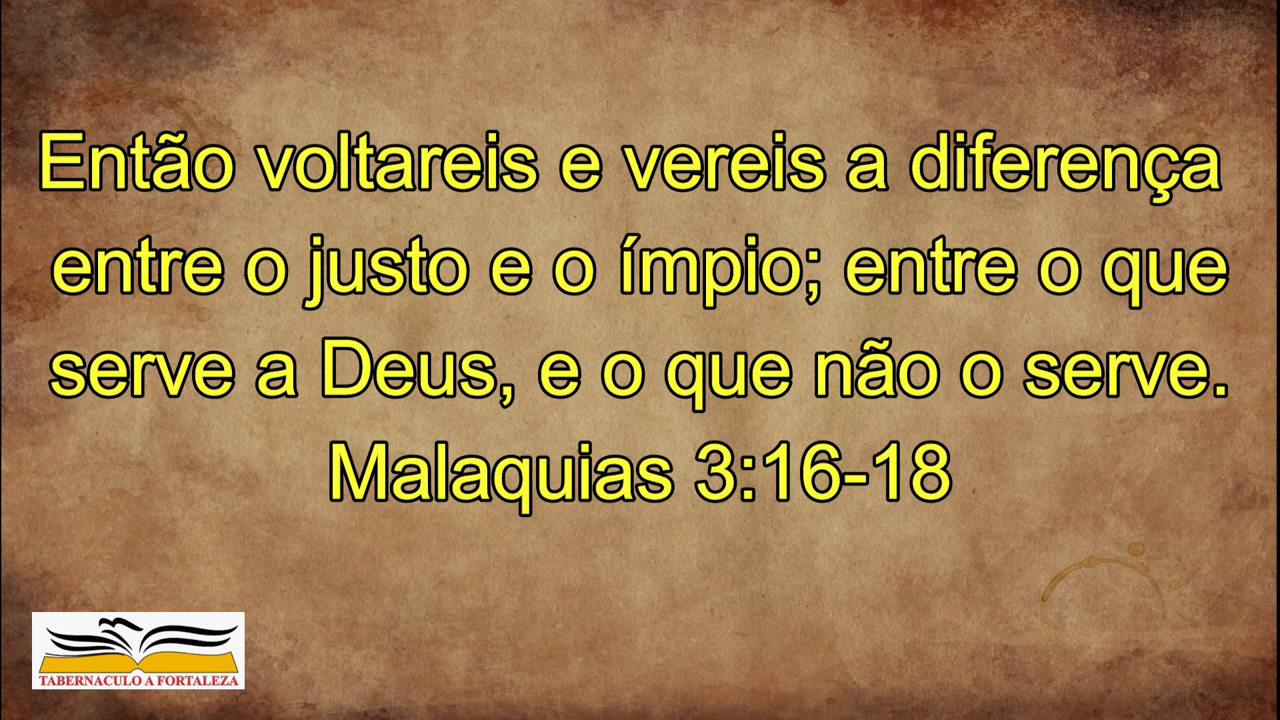 Então voltareis e vereis a diferença
entre o justo e o ímpio; entre o que
serve a Deus, e o que não o serve.
Malaquias 3:16-18
TABERNACULO A FORTALEZA